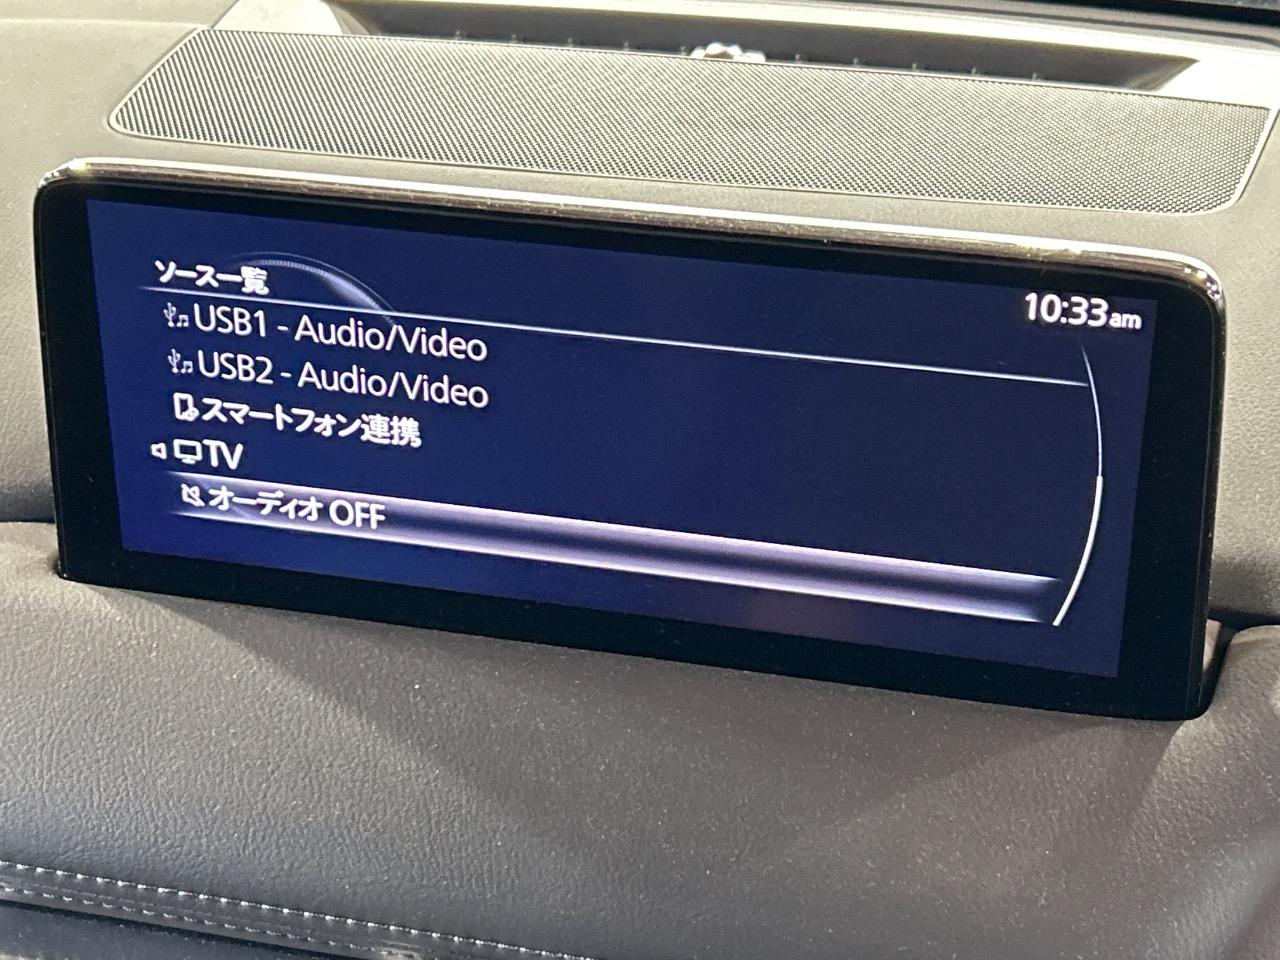 ソース一覧
10:33am
USB1 - Audio/Video
USB2 - Audio/Video
スマートフォン連携
TV
オーディオ OFF